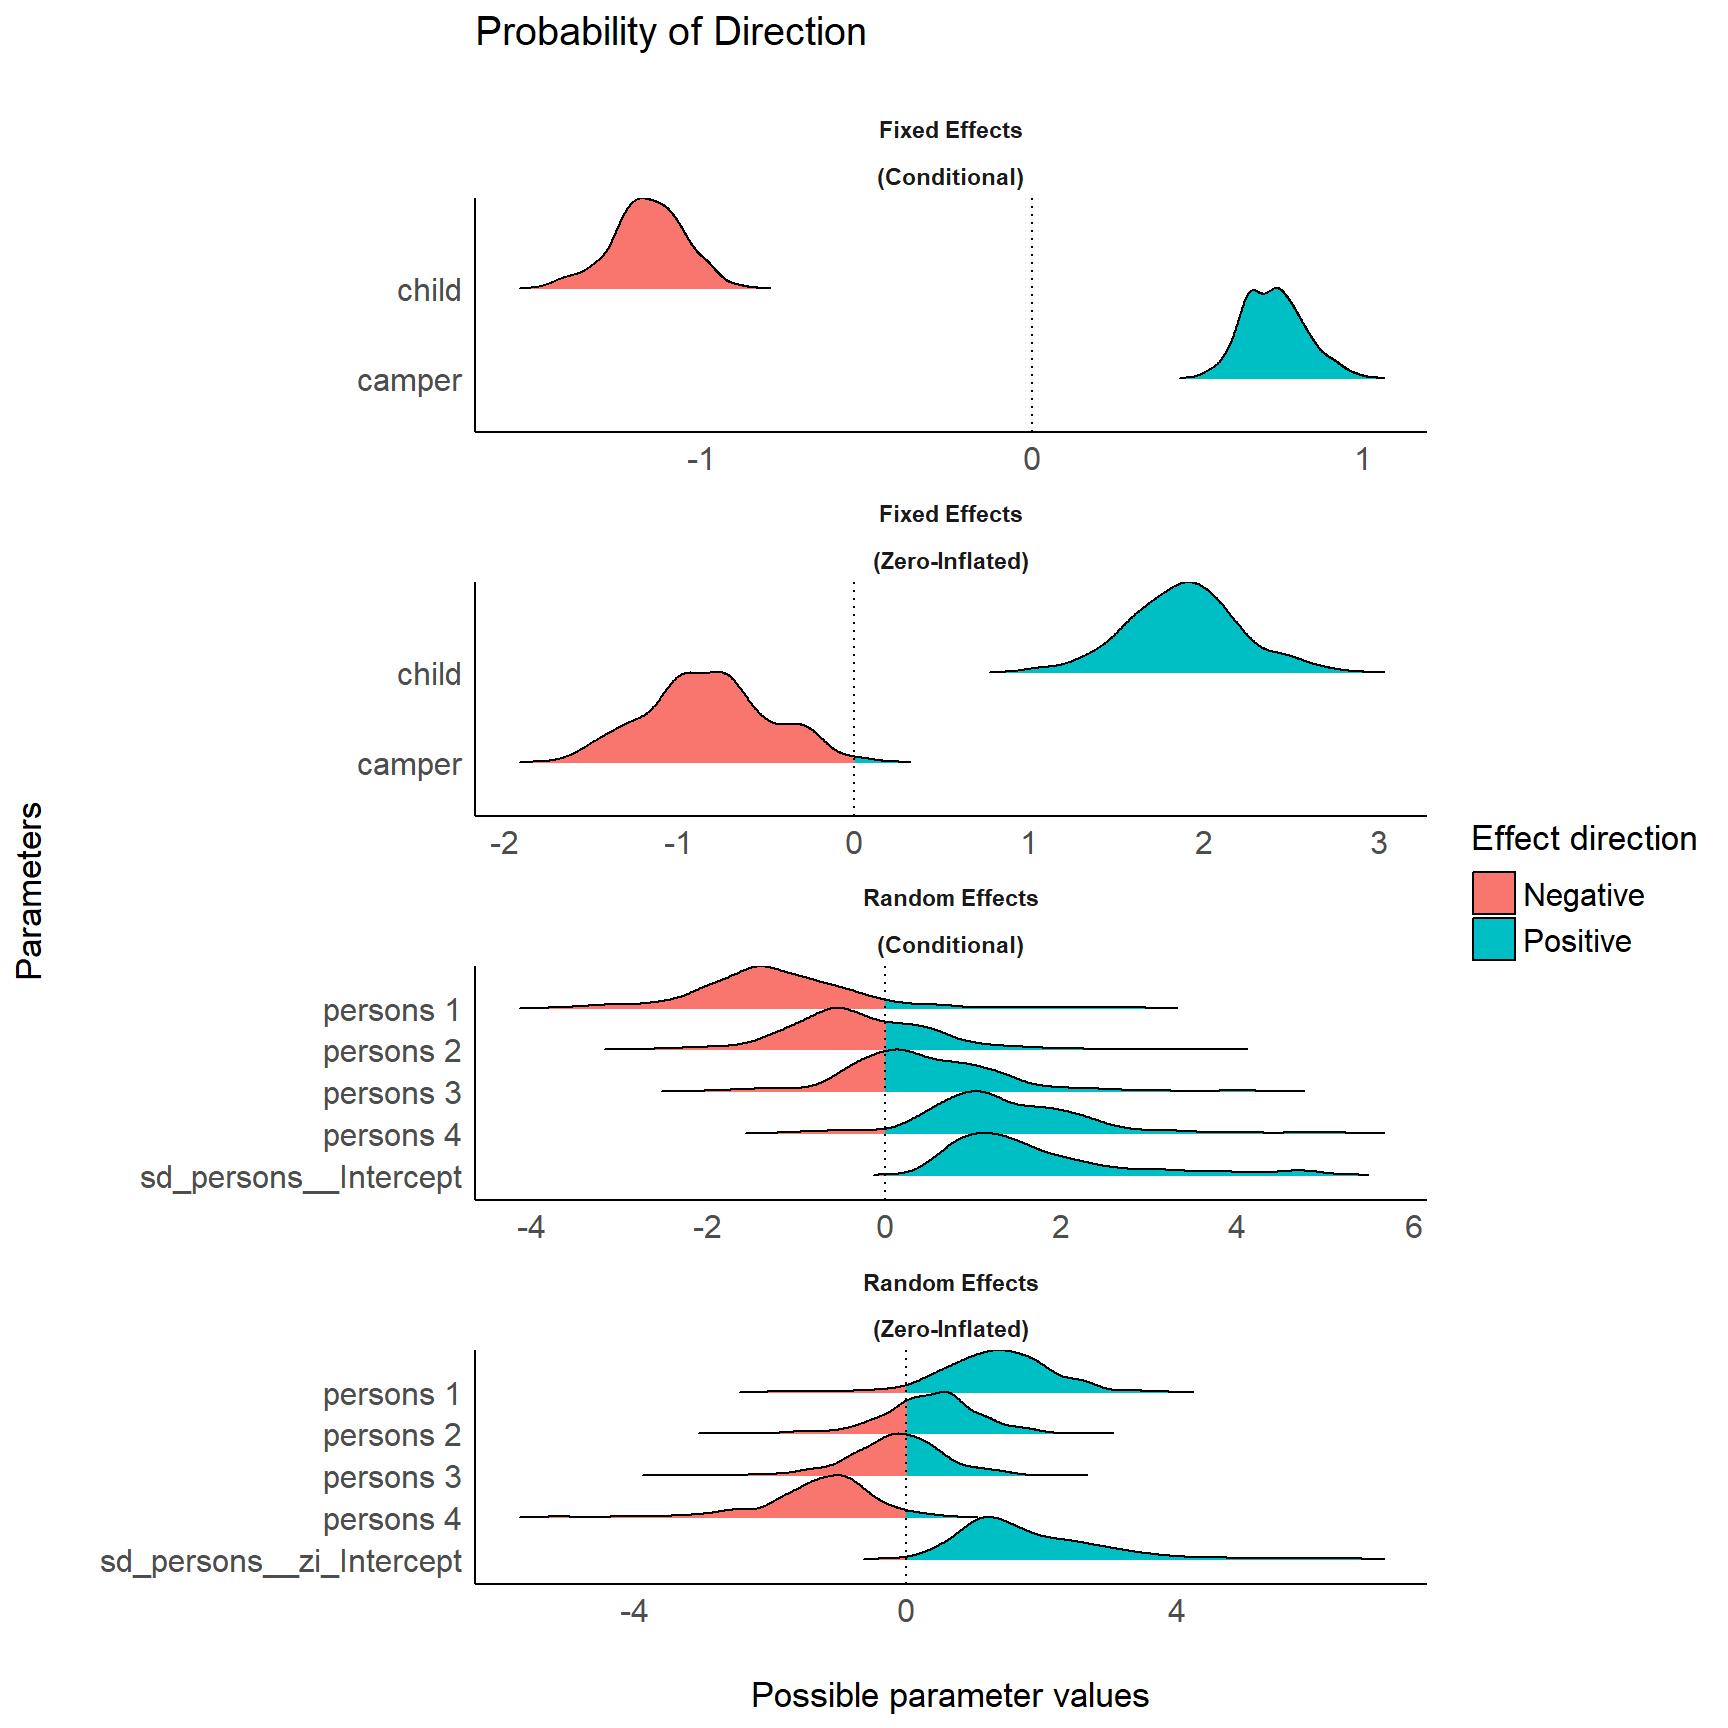 Probability of Direction
Fixed Effects
(Conditional)
child
camper
-1 0 1
Fixed Effects
(Zero-Inflated)
child
camper
-2 -1 0 1 2 3
Random Effects
(Conditional)
persons 1
persons 2
persons 3
persons 4
sd_persons__Intercept
-4 -2 0 2 4 6
Random Effects
(Zero-Inflated)
persons 1
persons 2
persons 3
persons 4
sd_persons__zi_Intercept
-4 0 4
Possible parameter values
Parameters
Effect direction
Negative
Positive